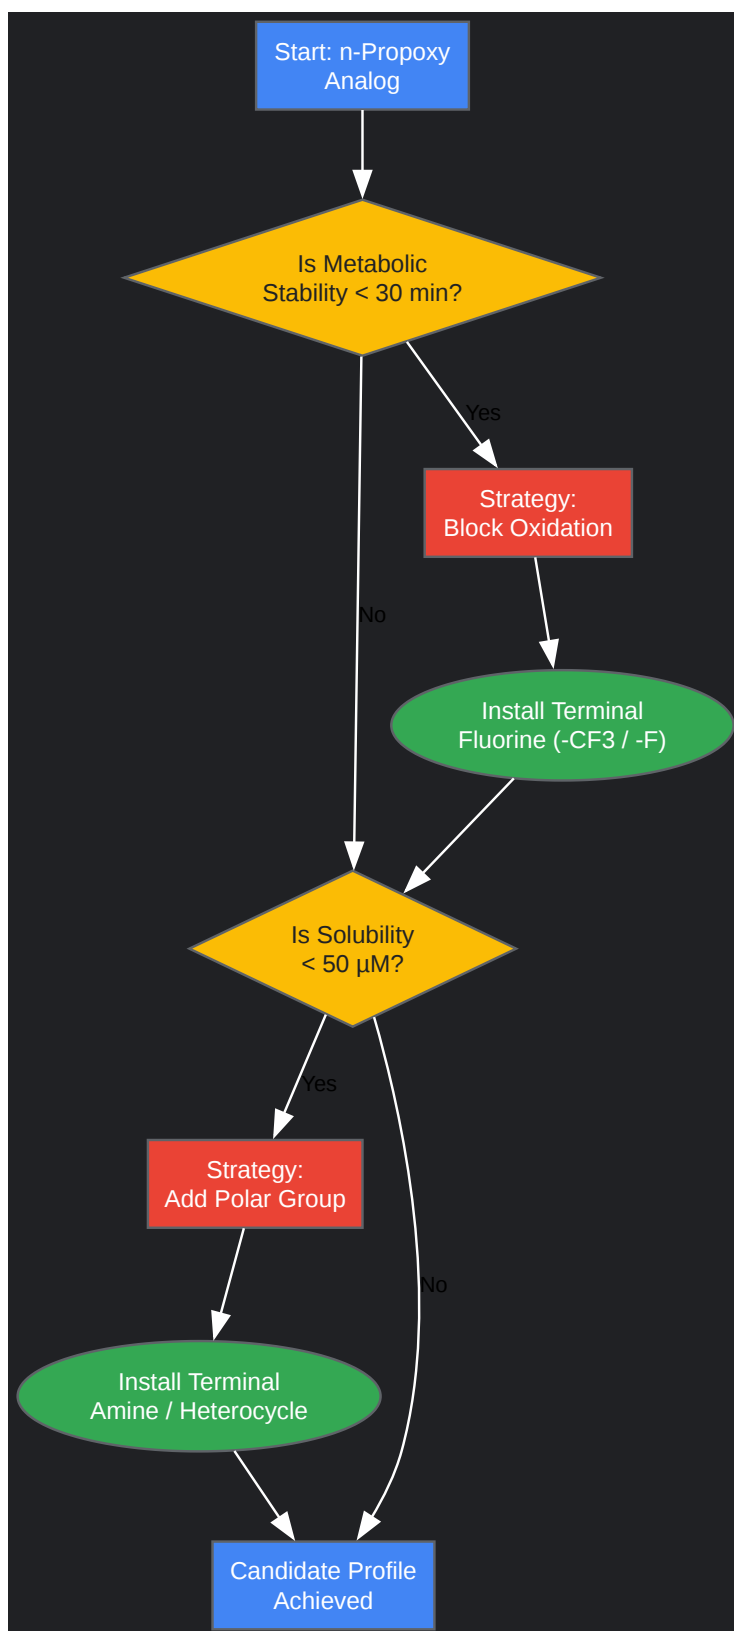 Start: n-Propoxy
Analog
Is Metabolic
Stability < 30 min?
Yes
Strategy:
Block Oxidation
No
Install Terminal
Fluorine (-CF3 / -F)
Is Solubility
< 50 µM?
Yes
Strategy:
Add Polar Group
No
Install Terminal
Amine / Heterocycle
Candidate Profile
Achieved